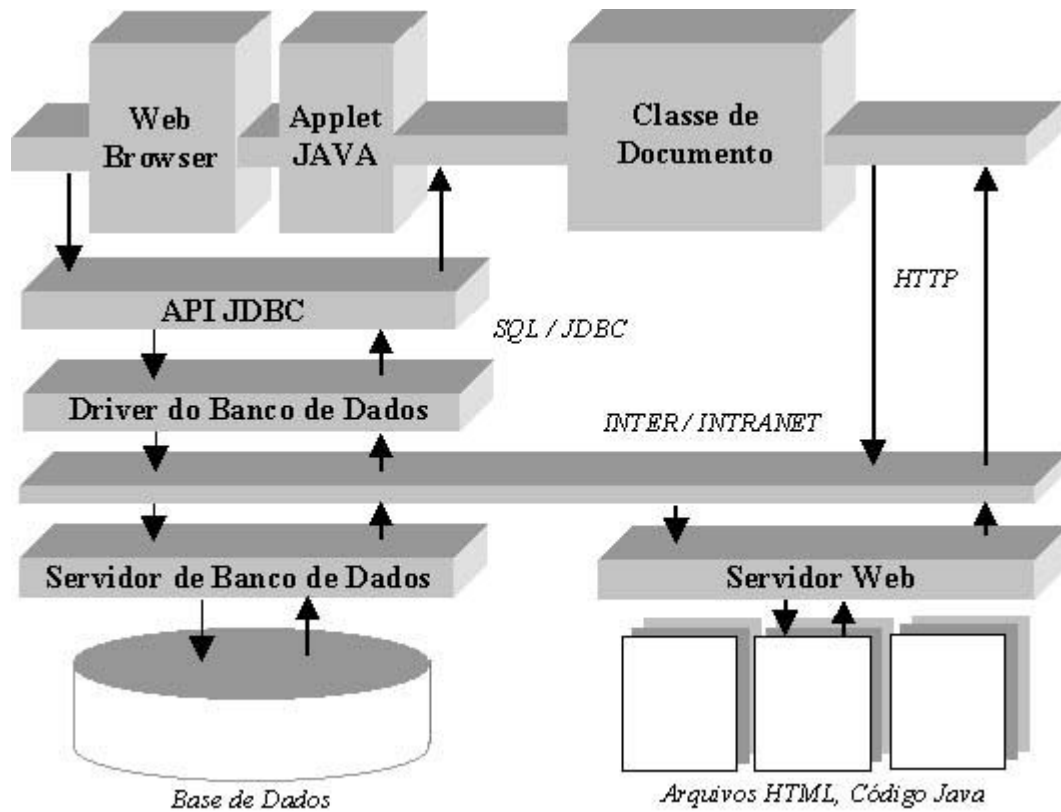 Web
Browser
Applet
JAVA
Classe de
Documento
HTTP
API JDBC
SQL / JDBC
Driver do Banco de Dados
INTER / INTRANET
Servidor de Banco de Dados
Servidor Web
Base de Dados
Arquivos HTML, Código Java